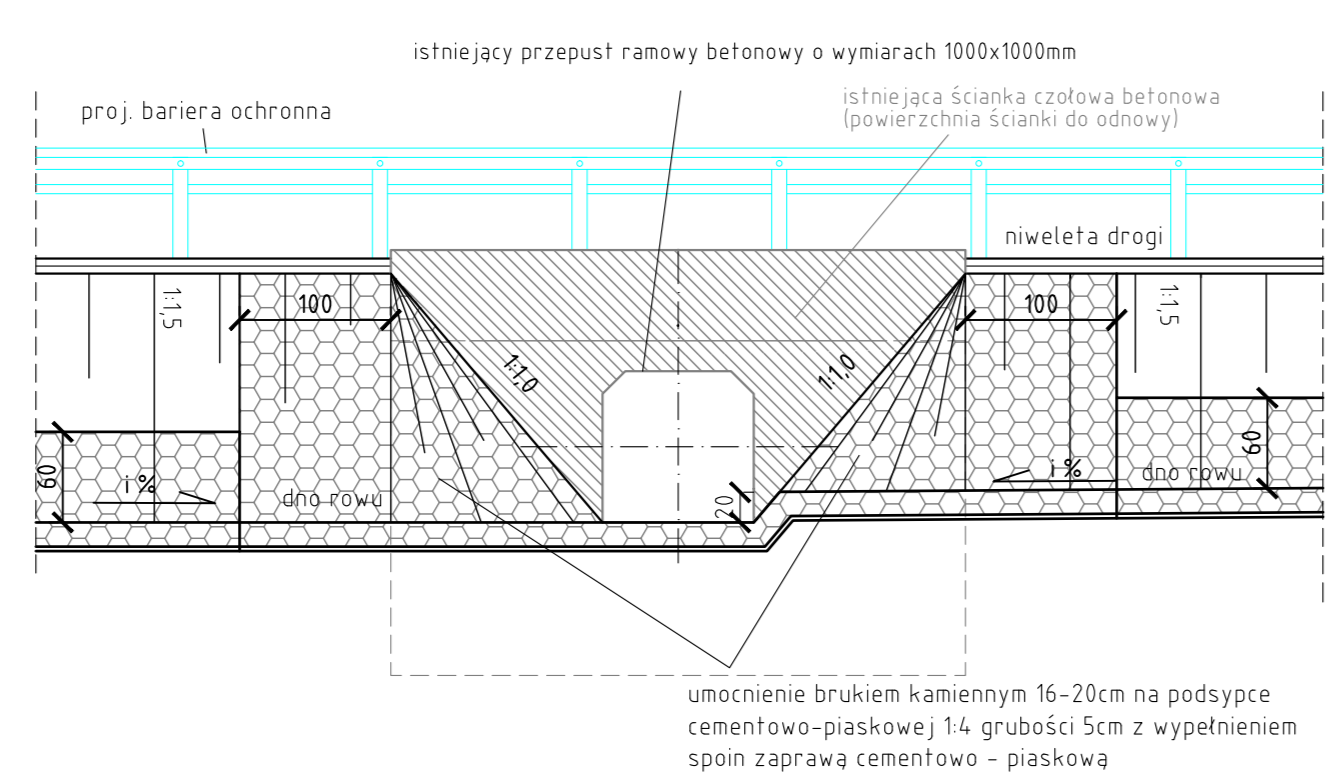 istniejący przepust ramowy betonowy o wymiarach 1000x1000mm
istniejąca ścianka czołowa betonowa
(powierzchnia ścianki do odnowy)
proj. bariera ochronna
niweleta drogi
1:1,5
100
1:1,0
1:1,0
100
1:1,5
60
i %
dno rowu
20
i %
dno rowu
60
umocnienie brukiem kamiennym 16-20cm na podsypce
cementowo-piaskowej 1:4 grubości 5cm z wypełnieniem
spoin zaprawą cementowo - piaskową